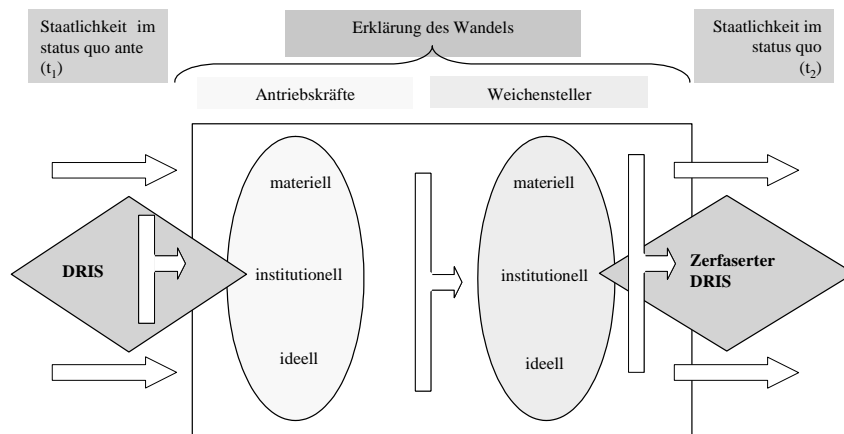 Staatlichkeit im
status quo ante
(t₁)
Erklärung des Wandels
Staatlichkeit im
status quo
(t₂)
Antriebskräfte
Weichensteller
materiell
materiell
DRIS
institutionell
institutionell
Zerfaserter
DRIS
ideell
ideell